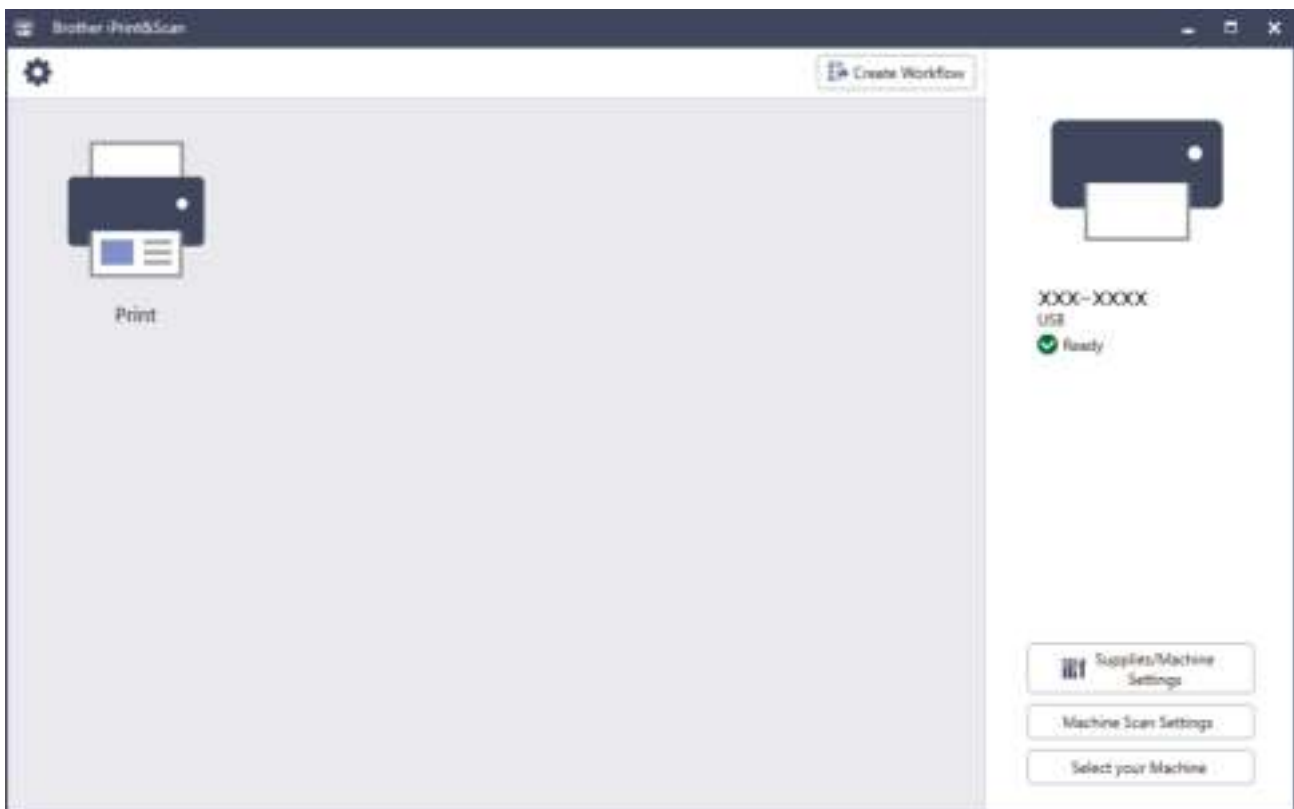 Brother iPrint&Scan
Create Workflow
Print
XXX-XXXX
USB
Ready
Supplies/Machine
Settings
Machine Scan Settings
Select your Machine